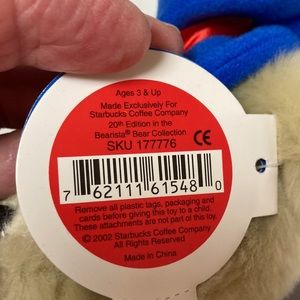 Ages 3 & Up
Made Exclusively For
Starbucks Coffee Company
20th Edition in the
Bearista® Bear Collection
SKU 177776
CE
7 62111 61548 0
Remove all plastic tags, packaging and
cards before giving this toy to a child.
These attachments are not part of this toy.
© 2002 Starbucks Coffee Company
All Rights Reserved
Made in China